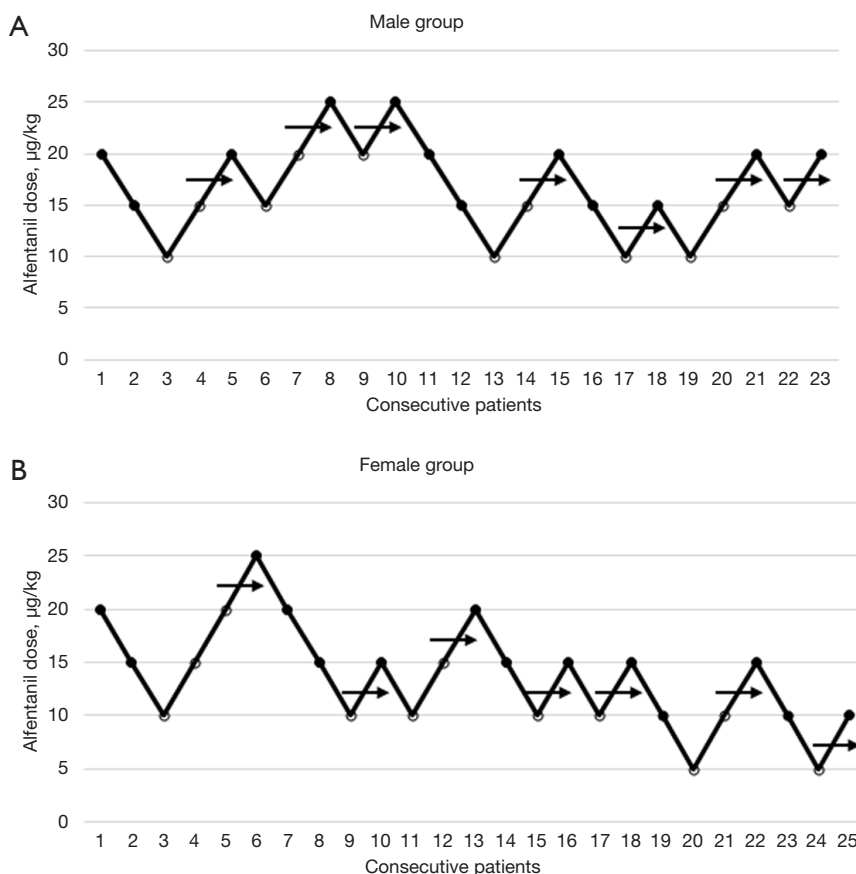 A
Male group
Alfentanil dose, µg/kg
30
25
20
15
10
5
0
1 2 3 4 5 6 7 8 9 10 11 12 13 14 15 16 17 18 19 20 21 22 23
Consecutive patients
B
Female group
Alfentanil dose, µg/kg
30
25
20
15
10
5
0
1 2 3 4 5 6 7 8 9 10 11 12 13 14 15 16 17 18 19 20 21 22 23 24 25
Consecutive patients